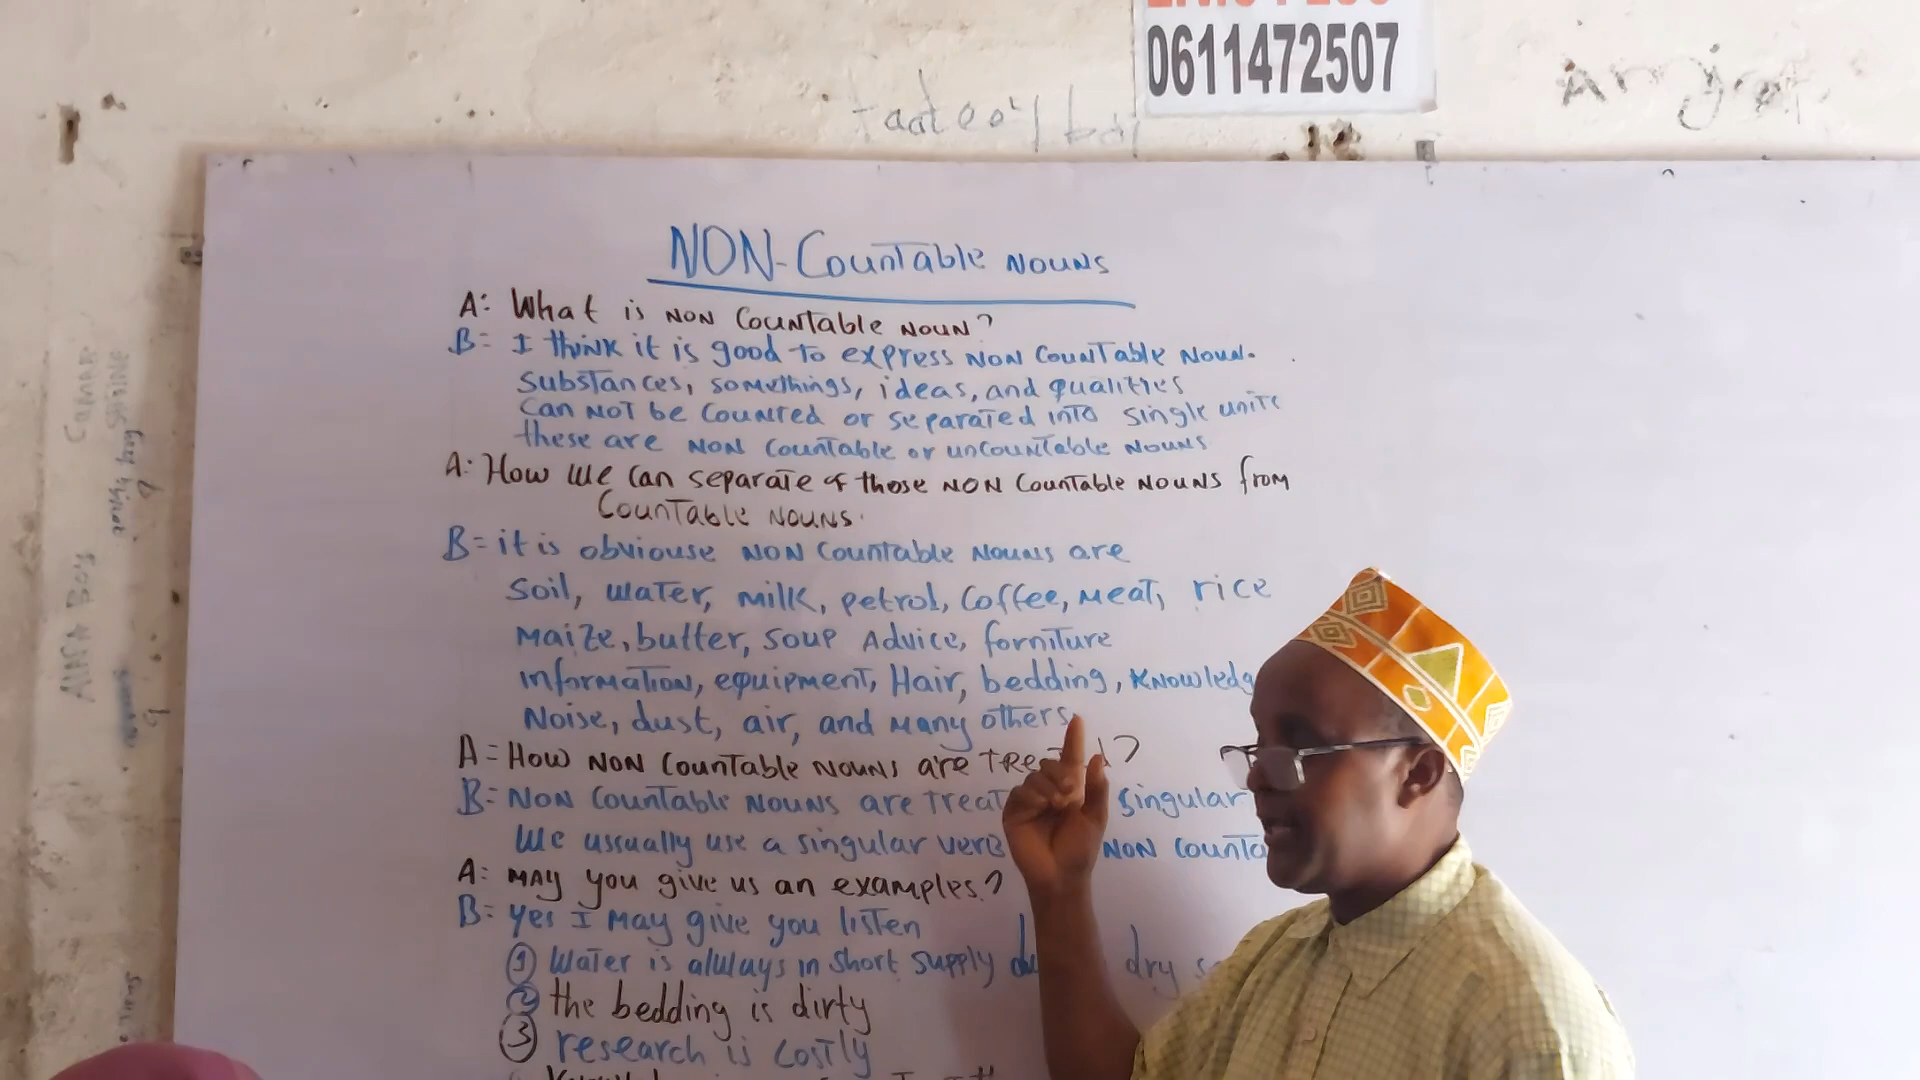 0611472507
NON-Countable NOUNS
A: What is NON Countable NOUN?
B= I think it is good to express NON Countable Noun.
Substances, somethings, ideas, and qualities
Can Not be Counted or separated into single units
these are NON Countable or uncountable Nouns
A: How we can separate of those NON Countable Nouns from
Countable Nouns.
B= it is obviouse NON Countable Nouns are
Soil, water, milk, petrol, Coffee, Meat, rice
Maize, butter, Soup Advice, forniture
Information, equipment, Hair, bedding, Knowledg
Noise, dust, air, and Many others
A= How NON Countable Nouns are
B= NON Countable Nouns are Singular
We usually use a singular verb NON
A: May you give us an examples?
B= yes I May give you listen
① Water is always in short supply dry
② the bedding is dirty
③ research is Costly